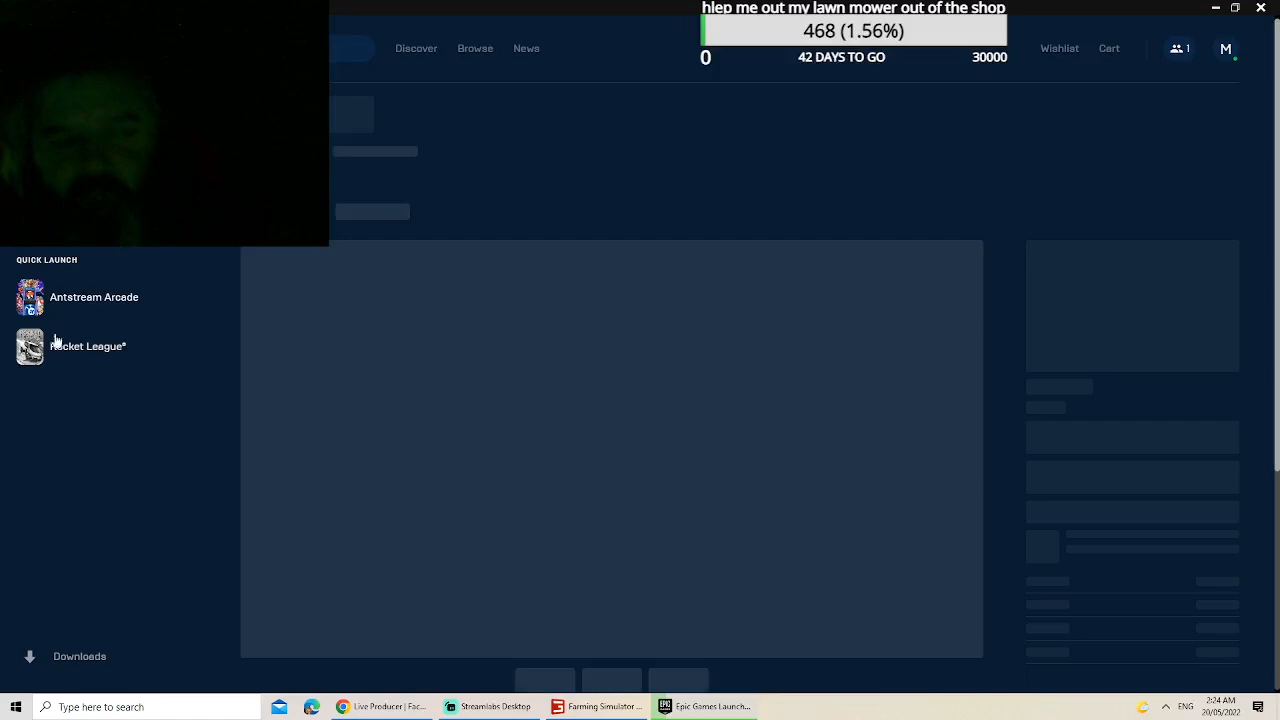 hlep me out my lawn mower out of the shop
468 (1.56%)
0 42 DAYS TO GO 30000
Discover Browse News Wishlist Cart 1 M
QUICK LAUNCH
Antstream Arcade
Rocket League®
Downloads
Type here to search
Live Producer | Fac...
Streamlabs Desktop
Farming Simulator ...
Epic Games Launch...
ENG
2:24 AM
20/05/2022